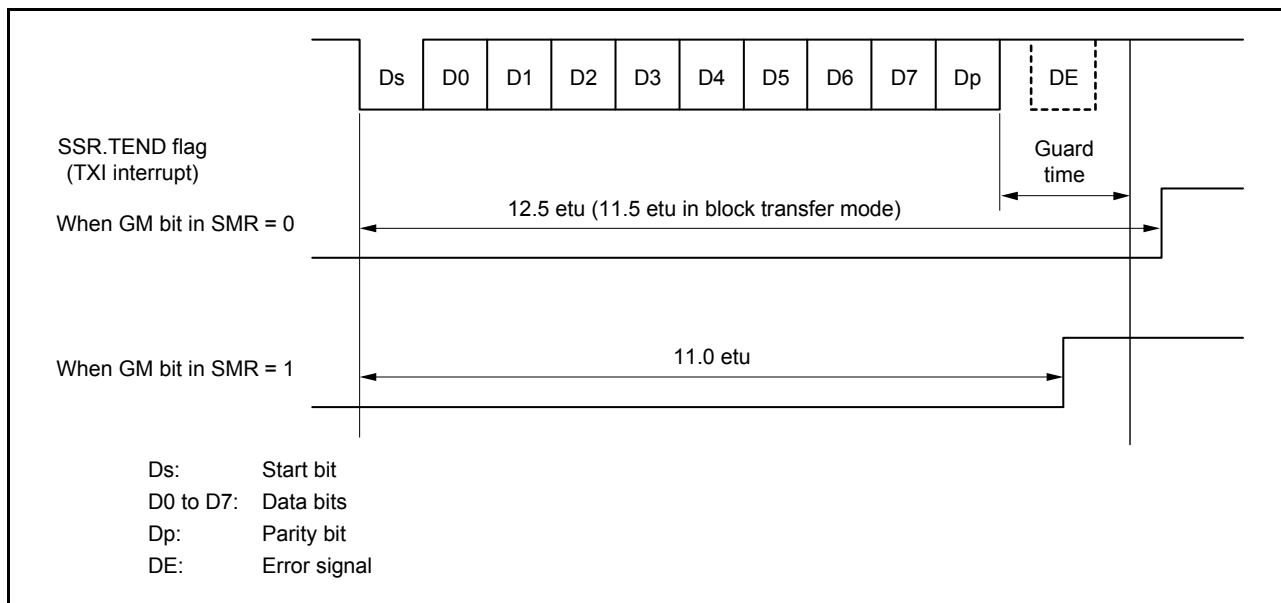 Ds D0 D1 D2 D3 D4 D5 D6 D7 Dp DE
SSR.TEND flag
(TXI interrupt)
Guard
time
When GM bit in SMR = 0
12.5 etu (11.5 etu in block transfer mode)
When GM bit in SMR = 1
11.0 etu
Ds: Start bit
D0 to D7: Data bits
Dp: Parity bit
DE: Error signal